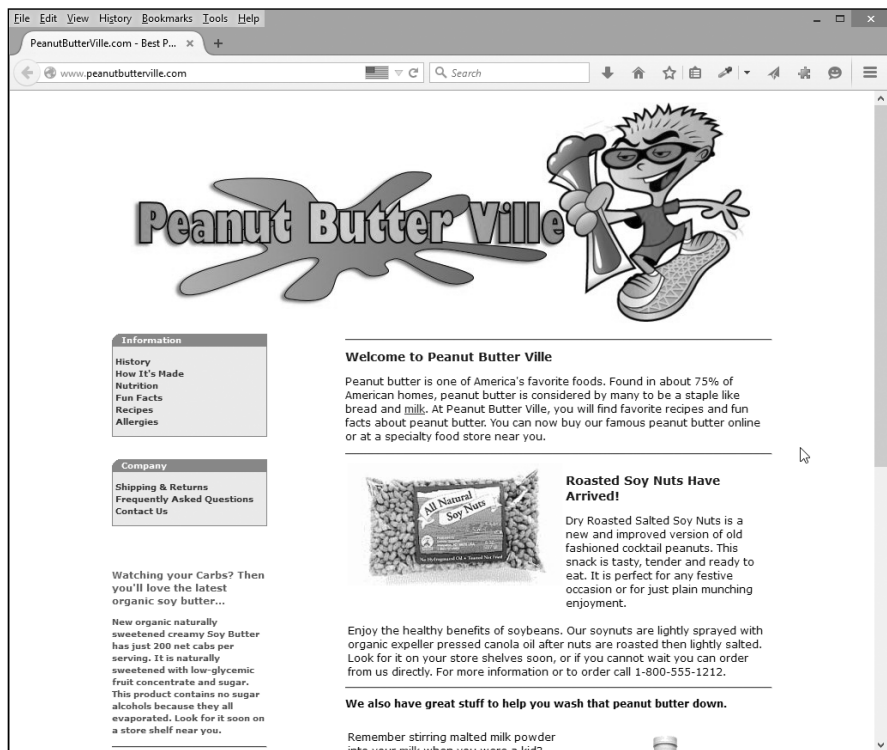 File Edit View History Bookmarks Tools Help
PeanutButterVille.com - Best P...
www.peanutbutterville.com
Search
Peanut Butter Ville
Information
History
How It's Made
Nutrition
Fun Facts
Recipes
Allergies
Company
Shipping & Returns
Frequently Asked Questions
Contact Us
Watching your Carbs? Then
you'll love the latest
organic soy butter...
New organic naturally
sweetened creamy Soy Butter
has just 200 net cabs per
serving. It is naturally
sweetened with low-glycemic
fruit concentrate and sugar.
This product contains no sugar
alcohols because they all
evaporated. Look for it soon on
a store shelf near you.
Welcome to Peanut Butter Ville
Peanut butter is one of America's favorite foods. Found in about 75% of
American homes, peanut butter is considered by many to be a staple like
bread and milk. At Peanut Butter Ville, you will find favorite recipes and fun
facts about peanut butter. You can now buy our famous peanut butter online
or at a specialty food store near you.
All Natural
Soy Nuts
Roasted Soy Nuts Have
Arrived!
Dry Roasted Salted Soy Nuts is a
new and improved version of old
fashioned cocktail peanuts. This
snack is tasty, tender and ready to
eat. It is perfect for any festive
occasion or for just plain munching
enjoyment.
Enjoy the healthy benefits of soybeans. Our soynuts are lightly sprayed with
organic expeller pressed canola oil after nuts are roasted then lightly salted.
Look for it on your store shelves soon, or if you cannot wait you can order
from us directly. For more information or to order call 1-800-555-1212.
We also have great stuff to help you wash that peanut butter down.
Remember stirring malted milk powder
into your milk when you were a kid?